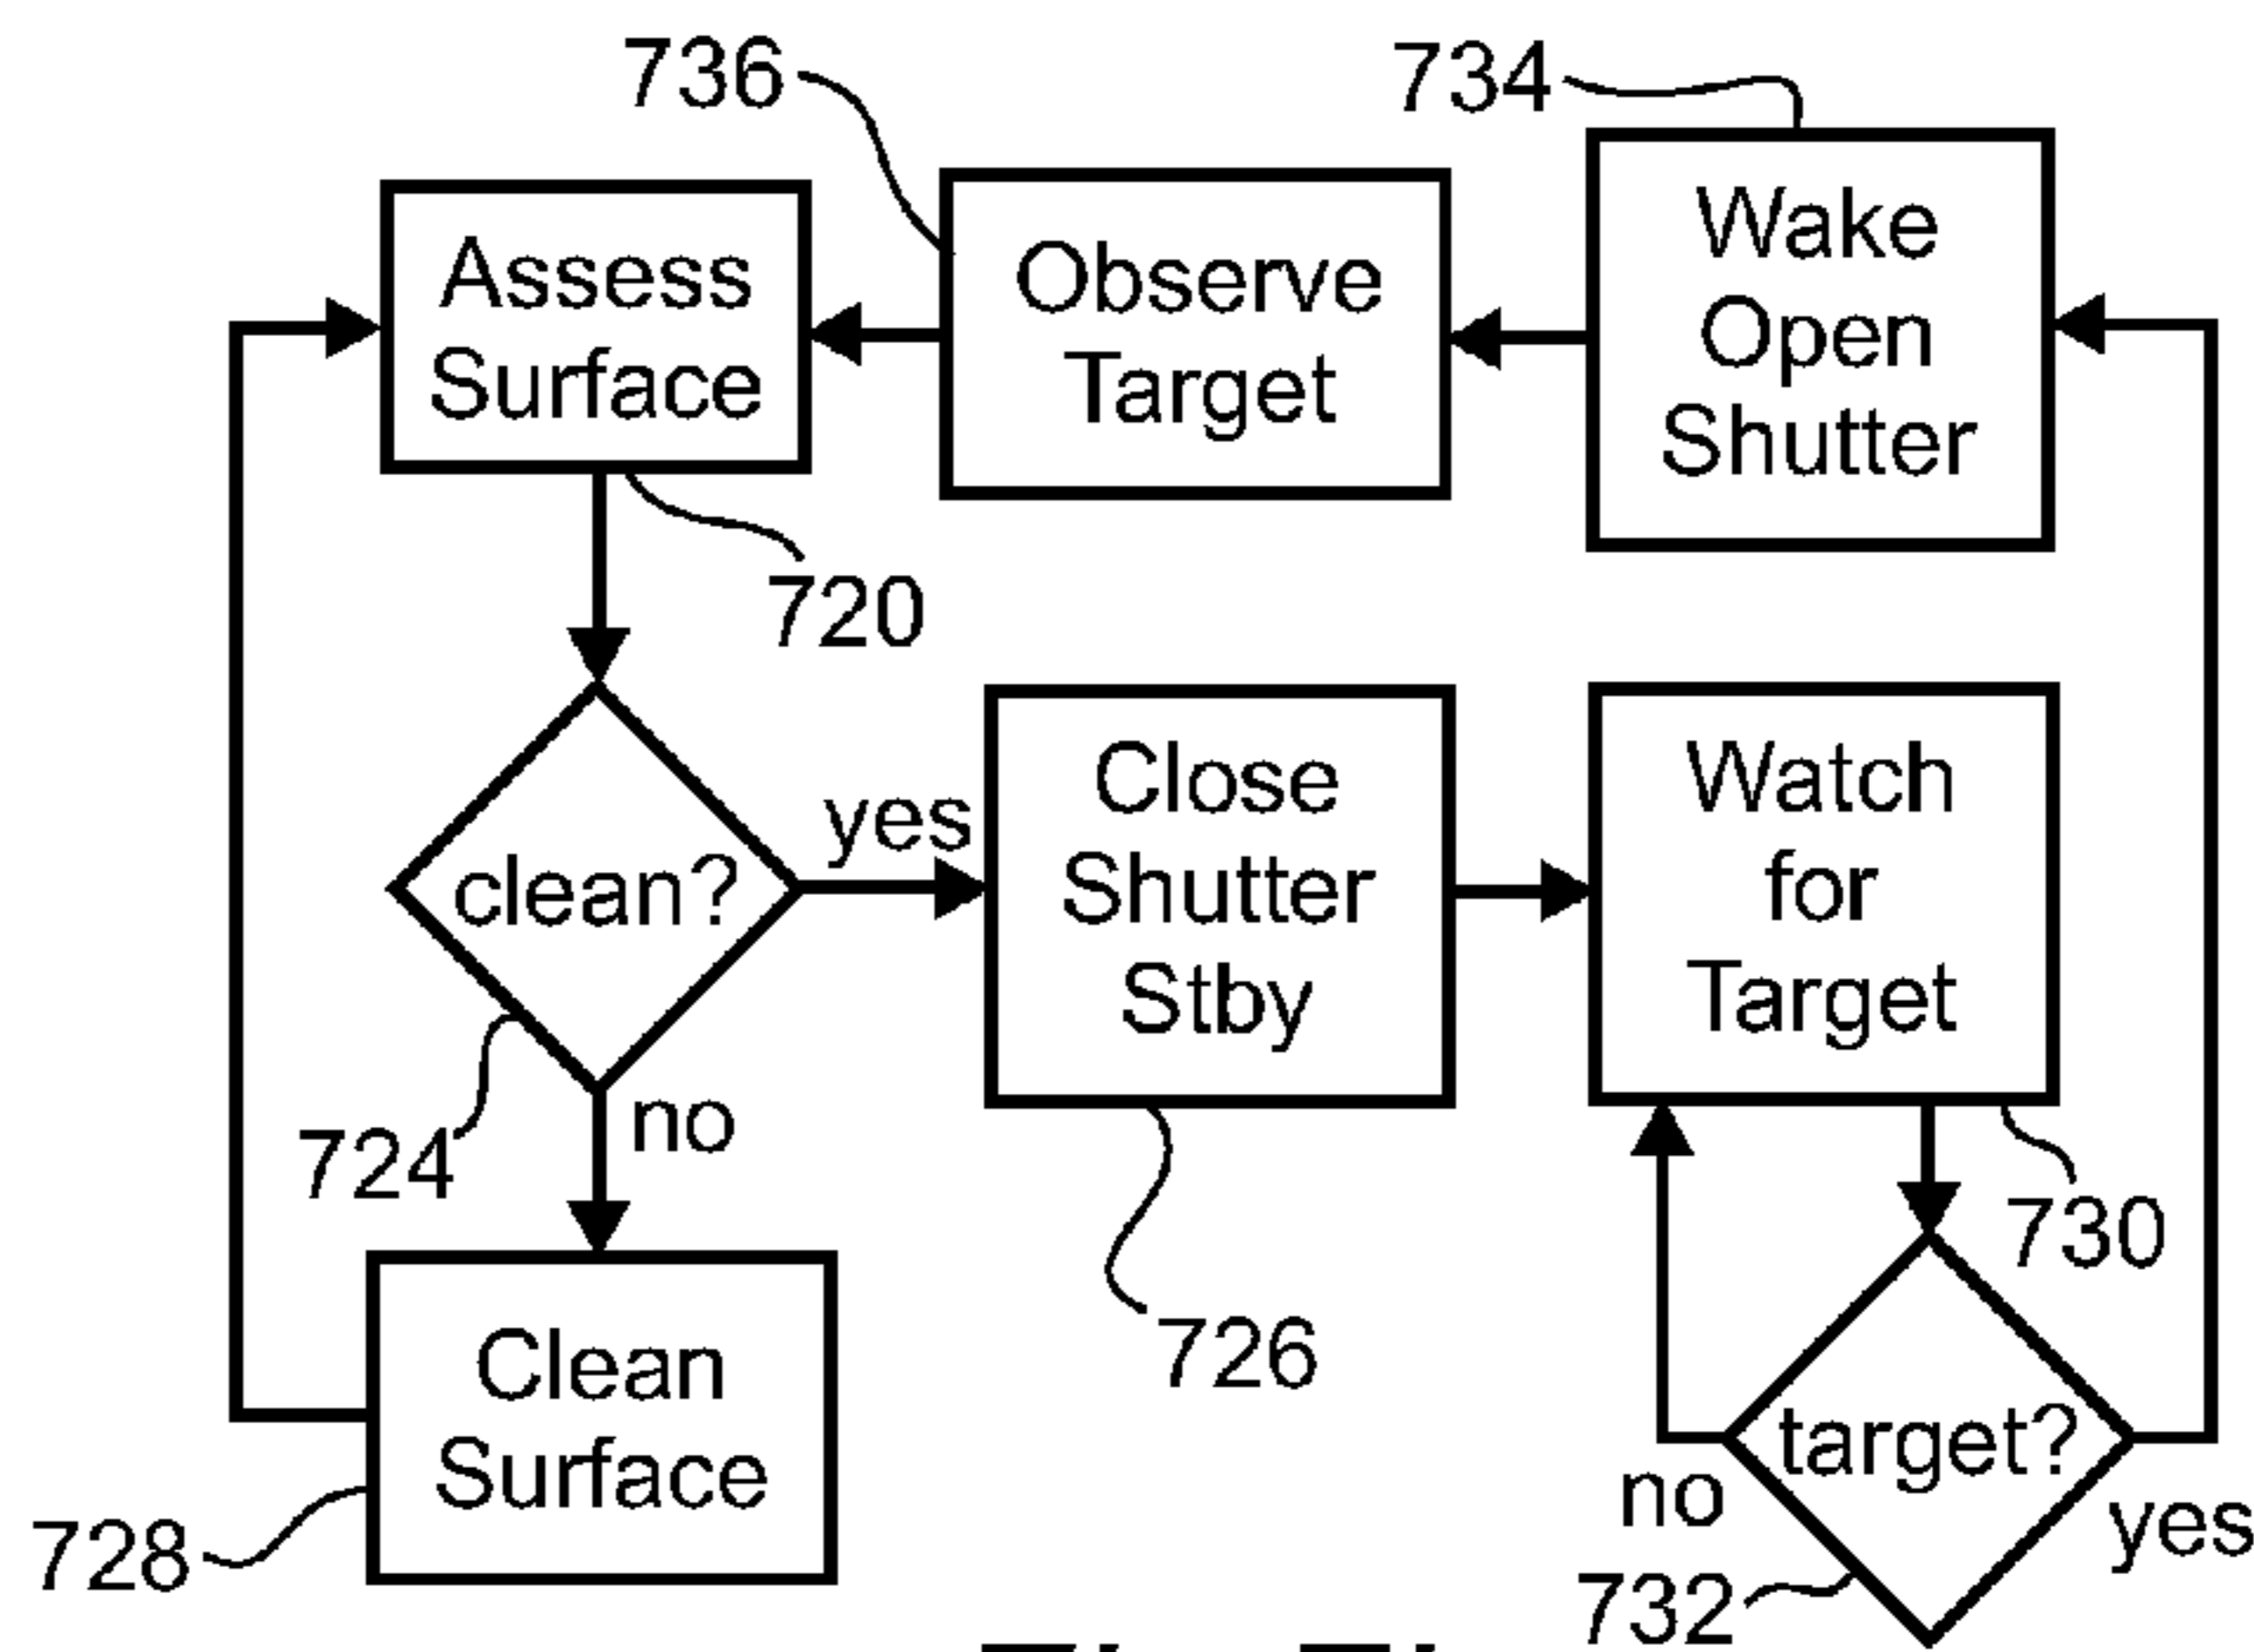 736
734
Assess
Surface
Observe
Target
Wake
Open
Shutter
720
clean?
yes
no
724
Close
Shutter
Stby
726
Watch
for
Target
730
Clean
Surface
728
target?
no
yes
732